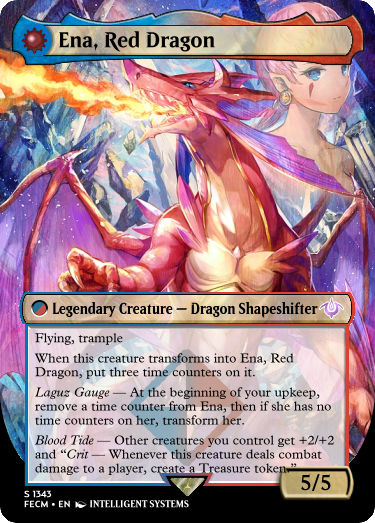 Ena, Red Dragon
Legendary Creature — Dragon Shapeshifter
Flying, trample
When this creature transforms into Ena, Red
Dragon, put three time counters on it.
Laguz Gauge — At the beginning of your upkeep,
remove a time counter from Ena, then if she has no
time counters on her, transform her.
Blood Tide — Other creatures you control get +2/+2
and “Crit — Whenever this creature deals combat
damage to a player, create a Treasure token.”
5/5
S 1343
FECM • EN INTELLIGENT SYSTEMS